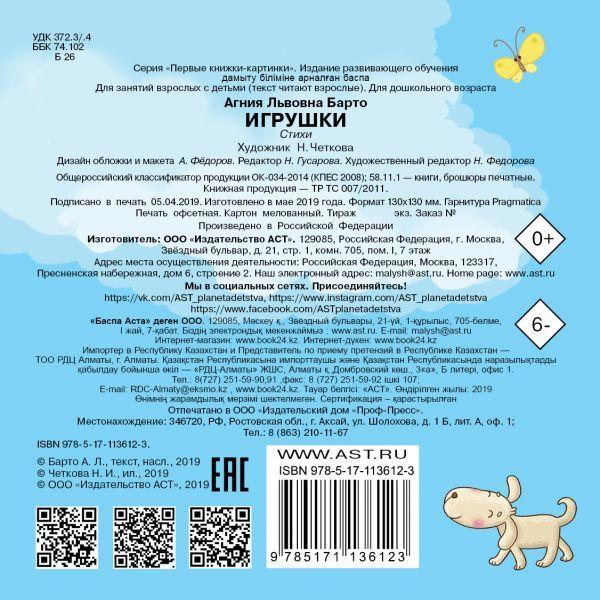 УДК 372.3/.4
ББК 74.102
Б 26
Серия «Первые книжки-картинки». Издание развивающего обучения
дамыту біліміне арналған баспа
Для занятий взрослых с детьми (текст читают взрослые). Для дошкольного возраста
Агния Львовна Барто
ИГРУШКИ
Стихи
Художник Н. Четкова
Дизайн обложки и макета А. Фёдоров. Редактор Н. Гусарова. Художественный редактор Н. Федорова
Общероссийский классификатор продукции ОК-034-2014 (КПЕС 2008); 58.11.1 — книги, брошюры печатные.
Книжная продукция — ТР ТС 007/2011.
Подписано в печать 05.04.2019. Изготовлено в мае 2019 года. Формат 130х130 мм. Гарнитура Pragmatica
Печать офсетная. Картон мелованный. Тираж экз. Заказ №
Произведено в Российской Федерации
Изготовитель: ООО «Издательство АСТ», 129085, Российская Федерация, г. Москва,
Звёздный бульвар, д. 21, стр. 1, комн. 705, пом. I, 7 этаж
Адрес места осуществления деятельности: Российская Федерация, Москва, 123317,
Пресненская набережная, дом 6, строение 2. Наш электронный адрес: malysh@ast.ru. Home page: www.ast.ru
0+
Мы в социальных сетях. Присоединяйтесь!
https://vk.com/AST_planetadetstva, https://www.instagram.com/AST_planetadetstva
https://www.facebook.com/ASTplanetadetstva
«Баспа Аста» деген ООО. 129085, Мәскеу қ., Звёздный бульвары, 21-үй, 1-құрылыс, 705-бөлме,
I жай, 7-қабат. Біздің электрондық мекенжайымыз : www.ast.ru. E-mail: malysh@ast.ru
Интернет-магазин: www.book24.kz. Интернет-дүкен: www.book24.kz
6-
Импортер в Республику Казахстан и Представитель по приему претензий в Республике Казахстан —
ТОО РДЦ Алматы, г. Алматы. Қазақстан Республикасына импорттаушы және Қазақстан Республикасында наразылықтарды
қабылдау бойынша өкіл — «РДЦ-Алматы» ЖШС, Алматы қ.,Домбровский көш., 3«а», Б литері, офис 1.
Тел.: 8(727) 251-59-90,91 ,факс: 8 (727) 251-59-92 ішкі 107;
E-mail: RDC-Almaty@eksmo.kz , www.book24.kz. Тауар белгісі: «АСТ». Өндірілген жылы: 2019
Өнімнің жарамдылық мерзімі шектелмеген. Сертификация – қарастырылған
Отпечатано в ООО «Издательский дом «Проф-Пресс».
Местонахождение: 346720, РФ, Ростовская обл., г. Аксай, ул. Шолохова, д. 1 Б, лит. А, оф. 1;
Тел.: 8 (863) 210-11-67
ISBN 978-5-17-113612-3.
© Барто А. Л., текст, насл., 2019
© Четкова Н. И., ил., 2019
© ООО «Издательство АСТ», 2019
ЕАС
WWW.AST.RU
ISBN 978-5-17-113612-3
9 785171 136123